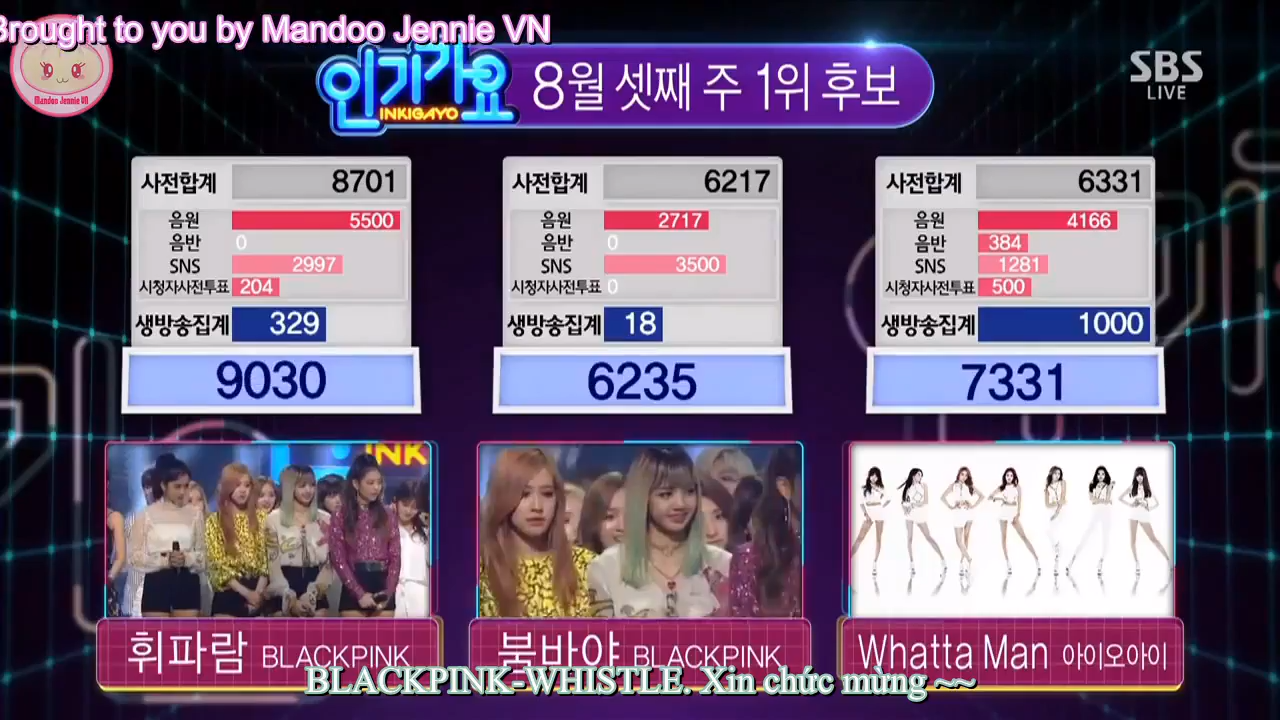 Brought to you by Mandoo Jennie VN
Mandoo Jennie VN
인기가요
INKIGAYO
8월 셋째 주 1위 후보
SBS
LIVE
사전합계 8701
음원 5500
음반 0
SNS 2997
시청자사전투표 204
생방송집계 329
9030
사전합계 6217
음원 2717
음반 0
SNS 3500
시청자사전투표 0
생방송집계 18
6235
사전합계 6331
음원 4166
음반 384
SNS 1281
시청자사전투표 500
생방송집계 1000
7331
INK
휘파람 BLACKPINK
붐바야 BLACKPINK
Whatta Man 아이오아이
BLACKPINK-WHISTLE. Xin chức mừng ~~